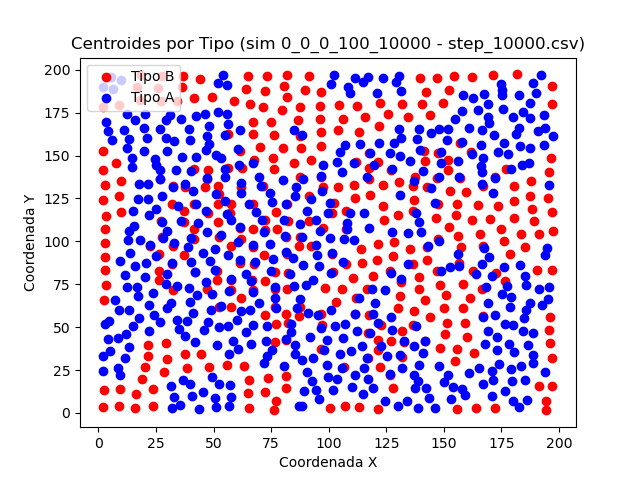 Centroides por Tipo (sim 0_0_0_100_10000 - step_10000.csv)
Tipo B
Tipo A
200
175
150
125
100
75
50
25
0
Coordenada Y
0 25 50 75 100 125 150 175 200
Coordenada X